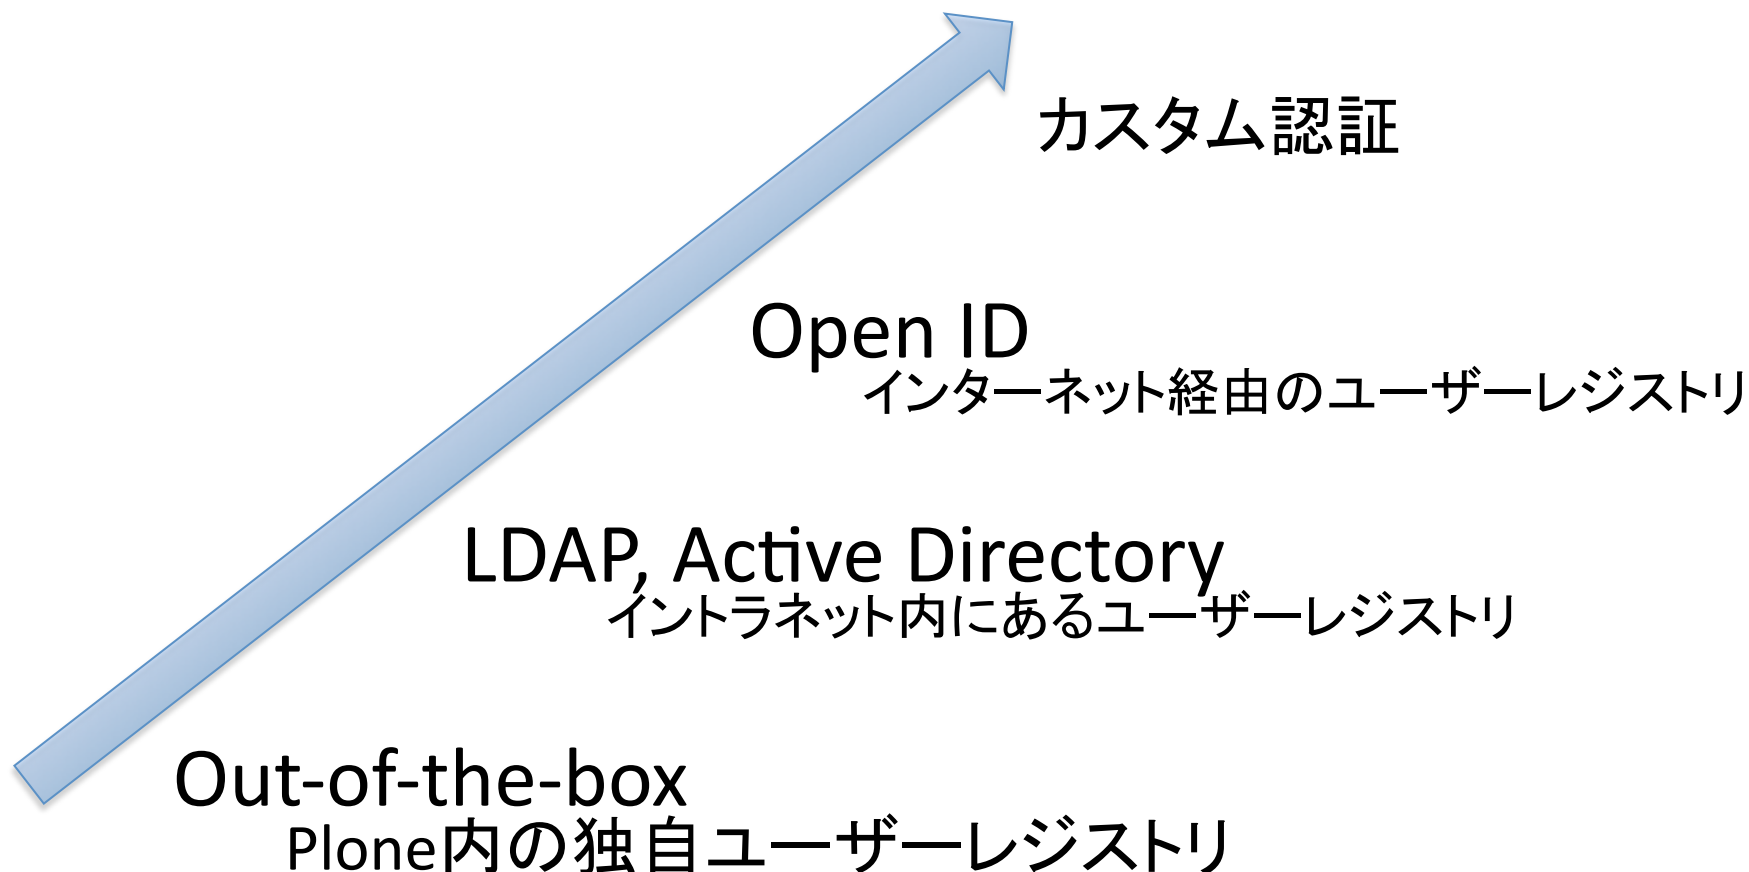 カスタム認証
Open ID
インターネット経由のユーザーレジストリ
LDAP, Active Directory
イントラネット内にあるユーザーレジストリ
Out-of-the-box
Plone内の独自ユーザーレジストリ